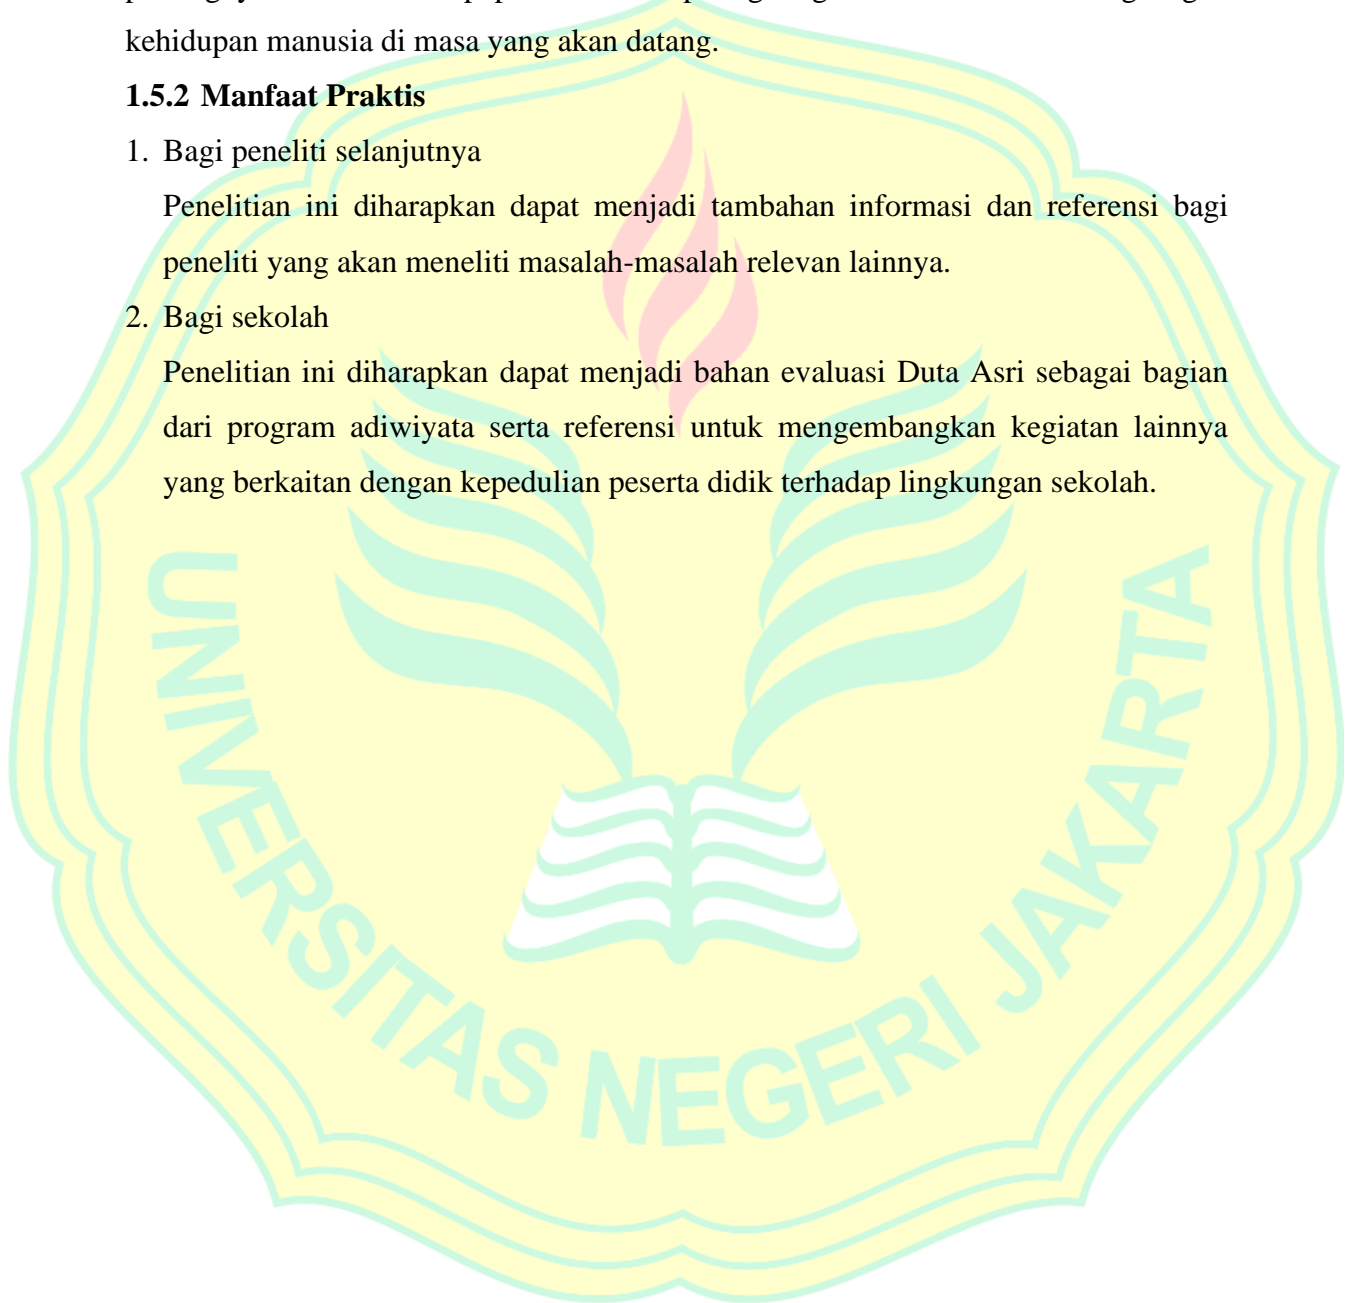 kehidupan manusia di masa yang akan datang.
1.5.2 Manfaat Praktis
1. Bagi peneliti selanjutnya
Penelitian ini diharapkan dapat menjadi tambahan informasi dan referensi bagi
peneliti yang akan meneliti masalah-masalah relevan lainnya.
2. Bagi sekolah
Penelitian ini diharapkan dapat menjadi bahan evaluasi Duta Asri sebagai bagian
dari program adiwiyata serta referensi untuk mengembangkan kegiatan lainnya
yang berkaitan dengan kepedulian peserta didik terhadap lingkungan sekolah.
UNIVERSITAS NEGERI JAKARTA